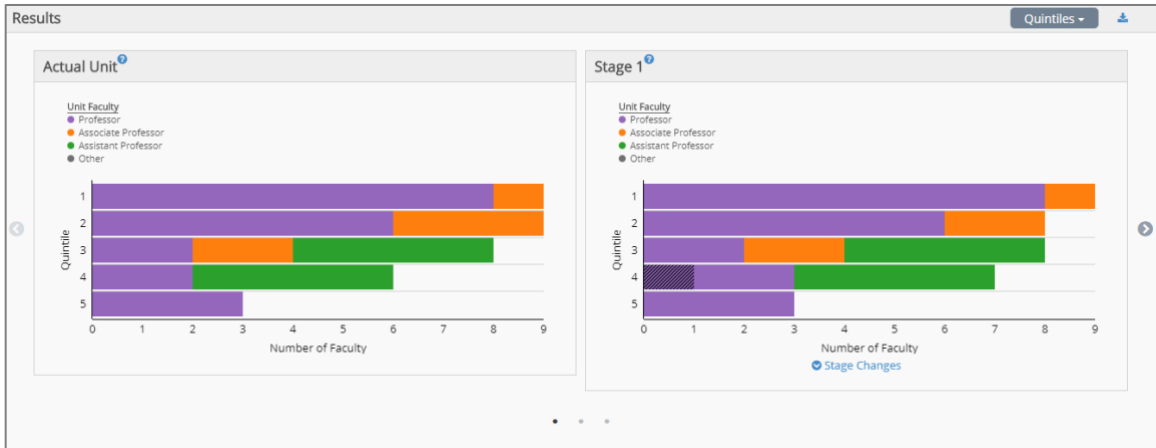 Results
Quintiles
Actual Unit ?
Unit Faculty
Professor
Associate Professor
Assistant Professor
Other
Quintile
1
2
3
4
5
0 1 2 3 4 5 6 7 8 9
Number of Faculty
Stage 1 ?
Unit Faculty
Professor
Associate Professor
Assistant Professor
Other
Quintile
1
2
3
4
5
0 1 2 3 4 5 6 7 8 9
Number of Faculty
Stage Changes